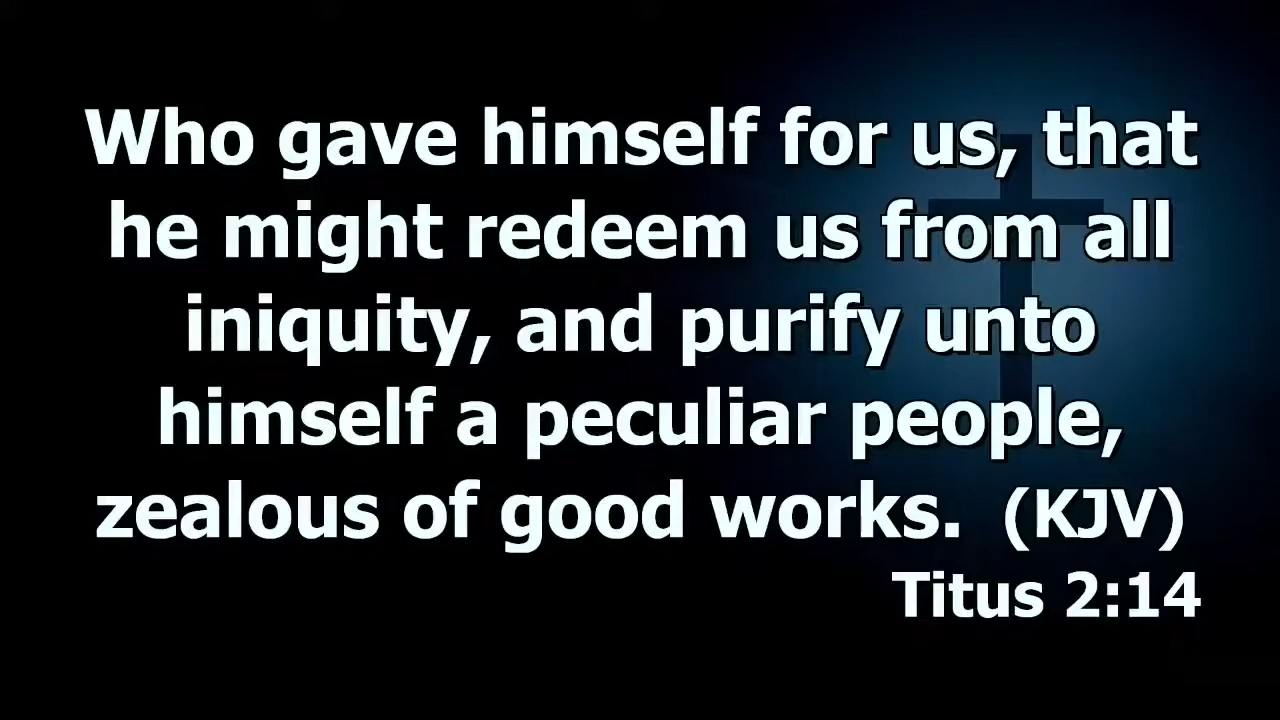 Who gave himself for us, that
he might redeem us from all
iniquity, and purify unto
himself a peculiar people,
zealous of good works.  (KJV)
Titus 2:14